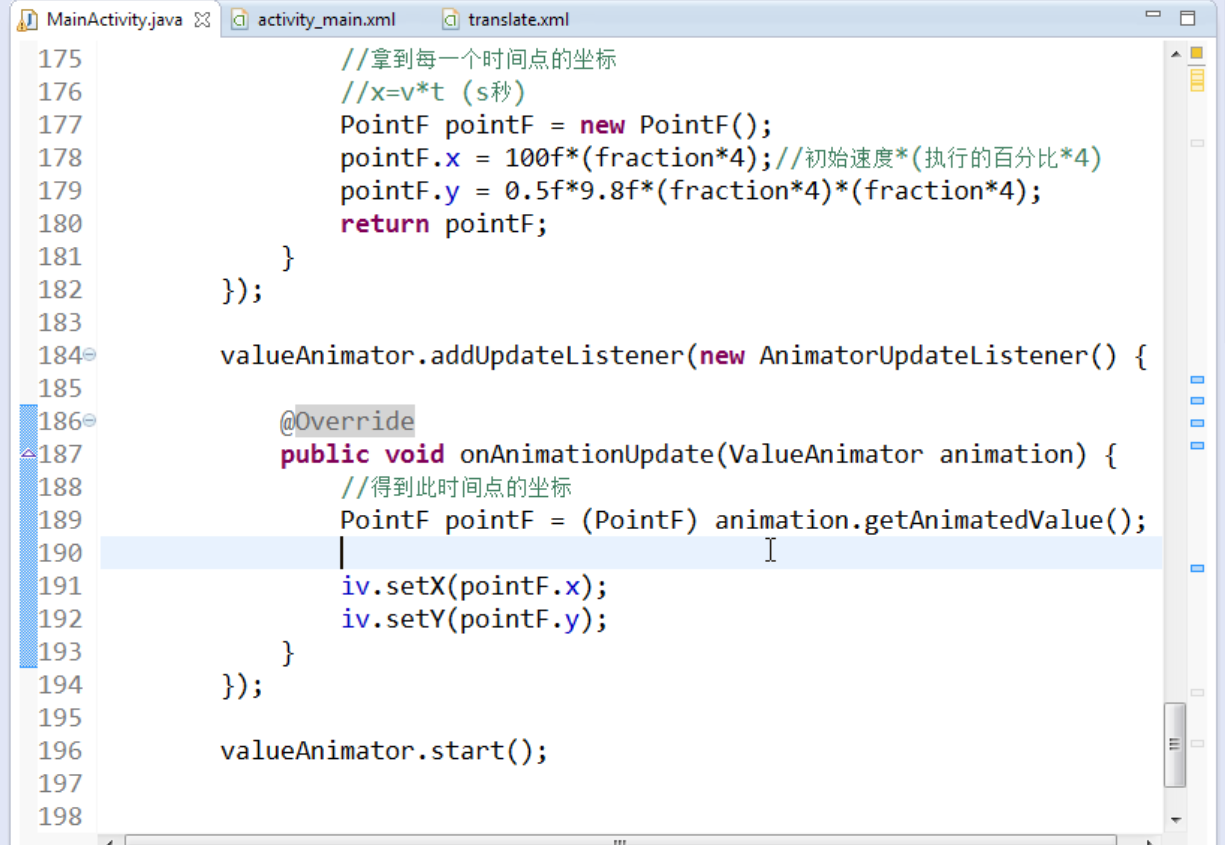 MainActivity.java activity_main.xml translate.xml
175 //拿到每一个时间点的坐标
176 //x=v*t (s秒)
177 PointF pointF = new PointF();
178 pointF.x = 100f*(fraction*4);//初始速度*(执行的百分比*4)
179 pointF.y = 0.5f*9.8f*(fraction*4)*(fraction*4);
180 return pointF;
181 }
182 });
183
184 valueAnimator.addUpdateListener(new AnimatorUpdateListener() {
185
186 @Override
187 public void onAnimationUpdate(ValueAnimator animation) {
188 //得到此时间点的坐标
189 PointF pointF = (PointF) animation.getAnimatedValue();
190
191 iv.setX(pointF.x);
192 iv.setY(pointF.y);
193 }
194 });
195
196 valueAnimator.start();
197
198